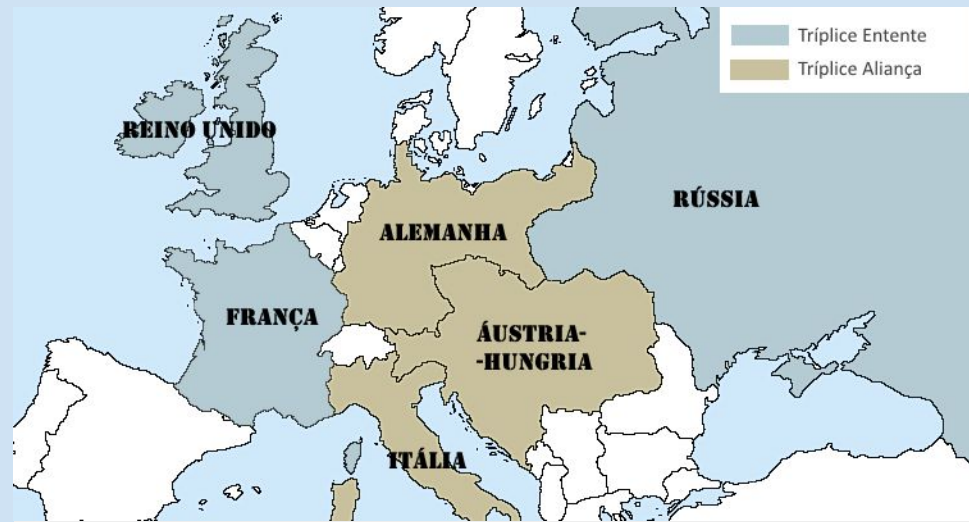 Tríplice Entente
Tríplice Aliança
REINO UNIDO
RÚSSIA
ALEMANHA
FRANÇA
ÁUSTRIA-
-HUNGRIA
ITÁLIA